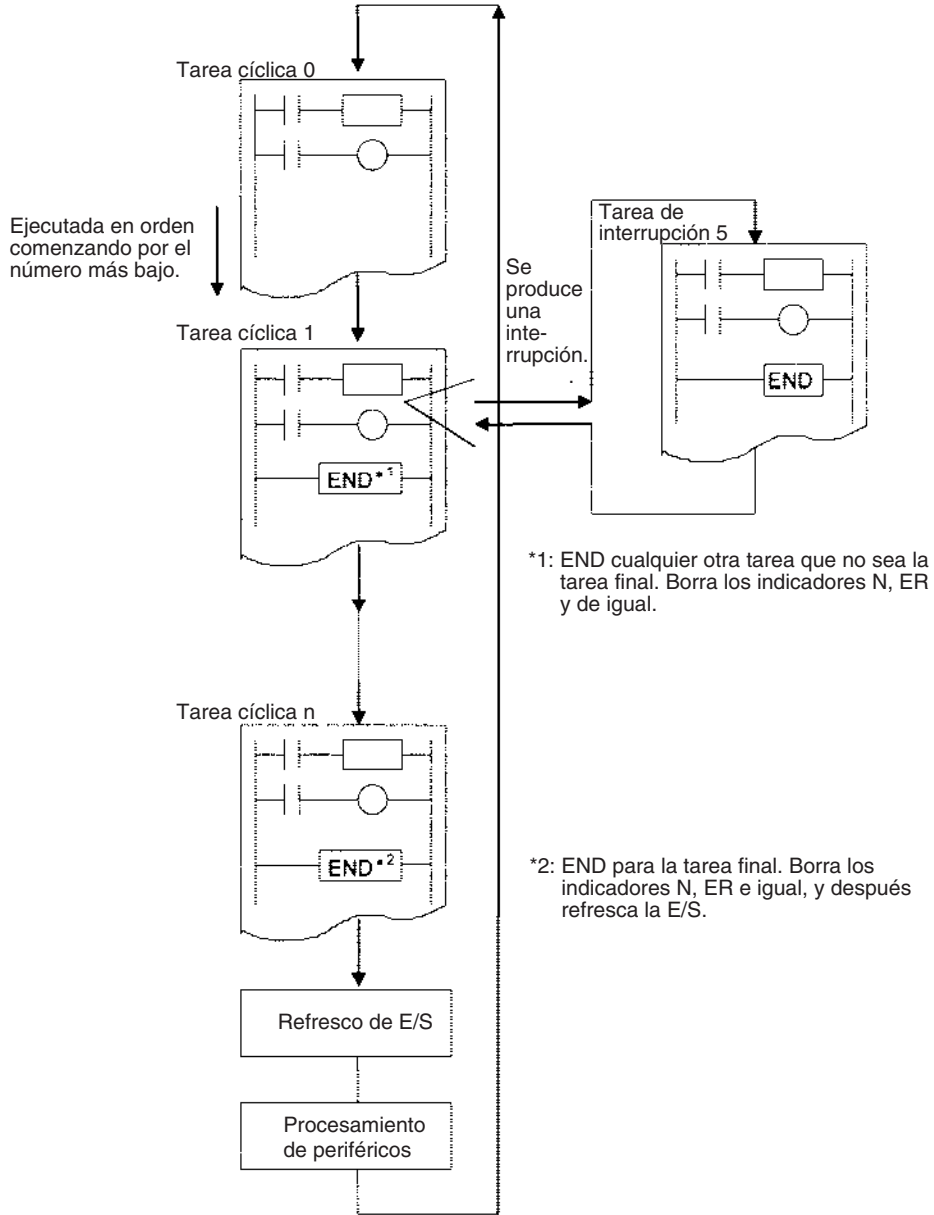 Tarea cíclica 0
Ejecutada en orden
comenzando por el
número más bajo.
Tarea cíclica 1
END*1
Se
produce
una
inte-
rrupción.
Tarea de
interrupción 5
END
*1: END cualquier otra tarea que no sea la
tarea final. Borra los indicadores N, ER
y de igual.
Tarea cíclica n
END*2
*2: END para la tarea final. Borra los
indicadores N, ER e igual, y después
refresca la E/S.
Refresco de E/S
Procesamiento
de periféricos